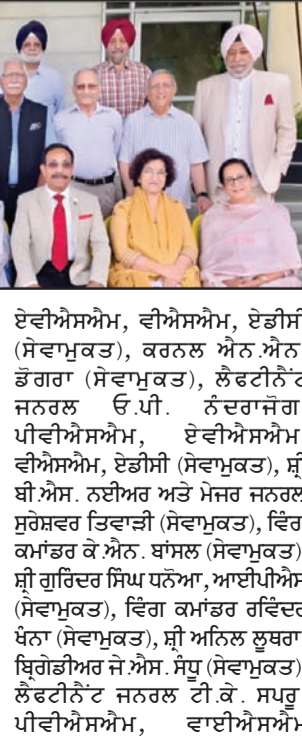 ਏਵੀਐਸਐਮ, ਵੀਐਸਐਮ, ਏਡੀਸੀ
(ਸੇਵਾਮੁਕਤ), ਕਰਨਲ ਐਨ.ਐਨ.
ਡੋਗਰਾ (ਸੇਵਾਮੁਕਤ), ਲੈਫਟੀਨੈਂਟ
ਜਨਰਲ ਓ.ਪੀ. ਨੰਦਰਾਜੋਗ
ਪੀਵੀਐਸਐਮ, ਏਵੀਐਸਐਮ
ਵੀਐਸਐਮ, ਏਡੀਸੀ (ਸੇਵਾਮੁਕਤ), ਸ਼੍ਰੀ
ਬੀ.ਐਸ. ਨਈਅਰ ਅਤੇ ਮੇਜਰ ਜਨਰਲ
ਸੁਰੇਸ਼ਵਰ ਤਿਵਾੜੀ (ਸੇਵਾਮੁਕਤ), ਵਿੰਗ
ਕਮਾਂਡਰ ਕੇ.ਐਨ. ਬਾਂਸਲ (ਸੇਵਾਮੁਕਤ)
ਸ਼੍ਰੀ ਗੁਰਿੰਦਰ ਸਿੰਘ ਧਨੋਆ, ਆਈਪੀਐਸ
(ਸੇਵਾਮੁਕਤ), ਵਿੰਗ ਕਮਾਂਡਰ ਰਵਿੰਦਰ
ਖੰਨਾ (ਸੇਵਾਮੁਕਤ), ਸ਼੍ਰੀ ਅਨਿਲ ਲੂਥਰਾ
ਬ੍ਰਿਗੇਡੀਅਰ ਜੇ.ਐਸ. ਸੰਧੂ (ਸੇਵਾਮੁਕਤ)
ਲੈਫਟੀਨੈਂਟ ਜਨਰਲ ਟੀ.ਕੇ. ਸਪਰੂ
ਪੀਵੀਐਸਐਮ, ਵਾਈਐਸਐਮ